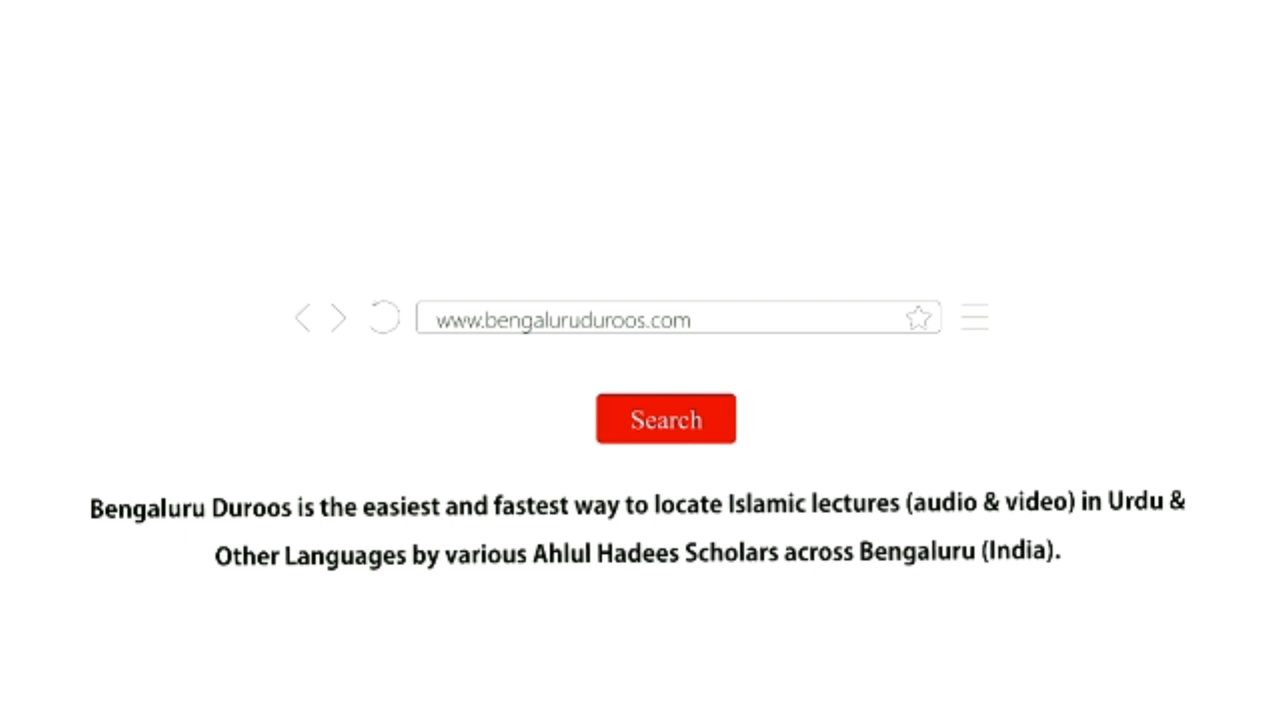 www.bengaluruduroos.com
Search
Bengaluru Duroos is the easiest and fastest way to locate Islamic lectures (audio & video) in Urdu &
Other Languages by various Ahlul Hadees Scholars across Bengaluru (India).